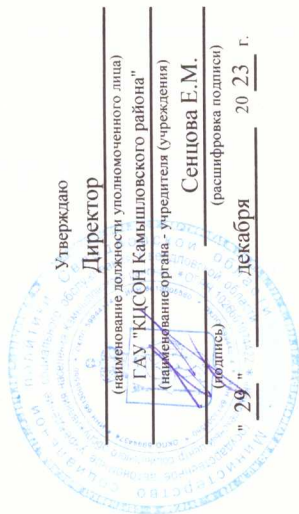 Утверждаю
Директор
(наименование должности уполномоченного лица)
ГАУ "КЦСОН Камышловского района"
(наименование органа - учредителя (учреждения)
Сенцова Е.М.
(подпись) (расшифровка подписи)
" 29 " декабря 20 23 г.